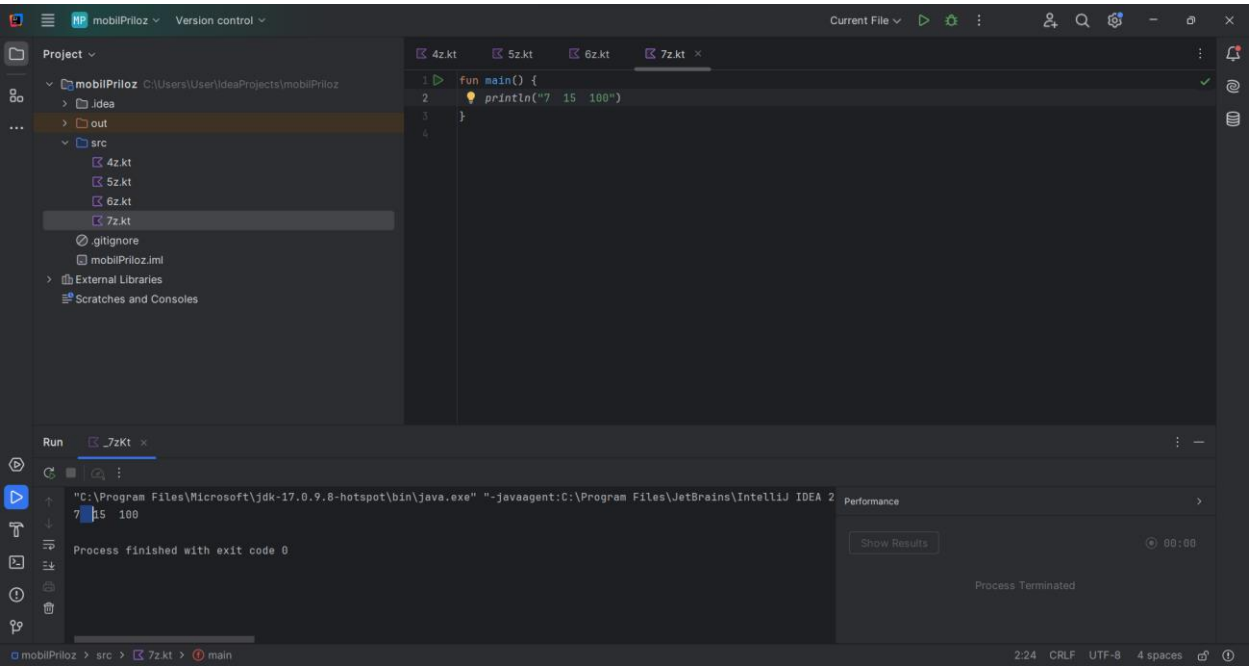 MP mobilPriloz Version control Current File
Project
4z.kt 5z.kt 6z.kt 7z.kt
mobilPriloz C:\Users\User\IdeaProjects\mobilPriloz
.idea
out
src
4z.kt
5z.kt
6z.kt
7z.kt
.gitignore
mobilPriloz.iml
External Libraries
Scratches and Consoles
1 fun main() {
2 println("7  15  100")
3 }
4
Run _7zKt
"C:\Program Files\Microsoft\jdk-17.0.9.8-hotspot\bin\java.exe" "-javaagent:C:\Program Files\JetBrains\IntelliJ IDEA 2
7  15  100
Process finished with exit code 0
Performance
Show Results 00:00
Process Terminated
mobilPriloz > src > 7z.kt > main 2:24 CRLF UTF-8 4 spaces